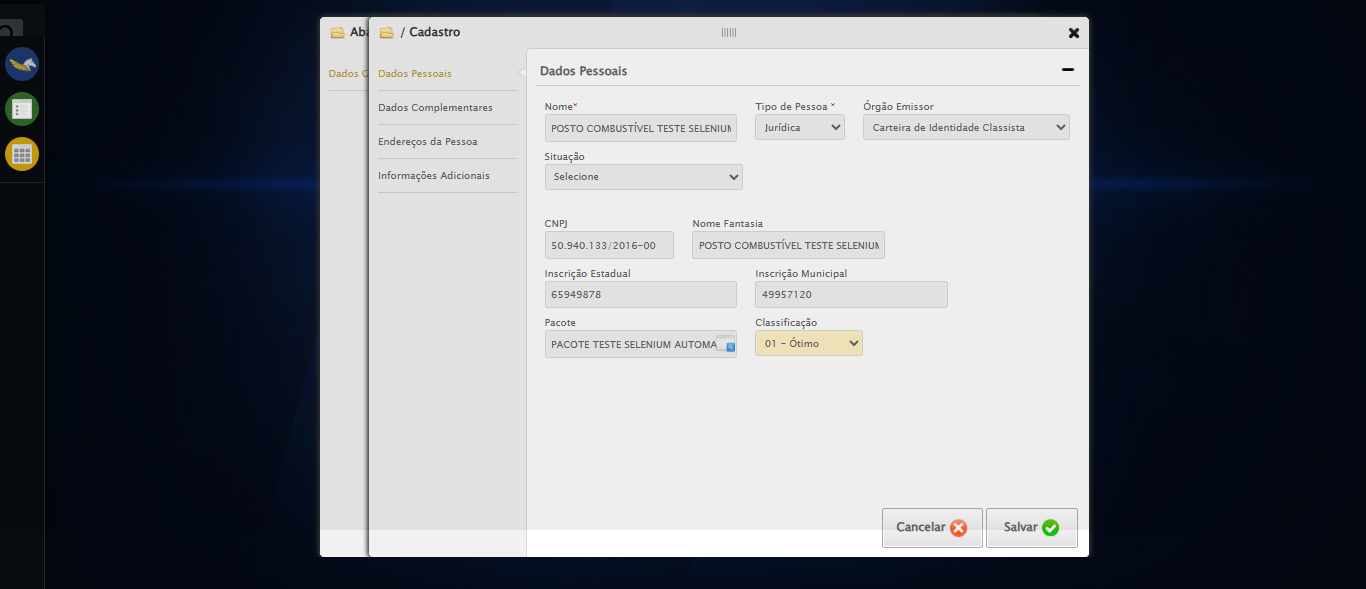 Aba
/ Cadastro
Dados C
Dados Pessoais
Dados Complementares
Endereços da Pessoa
Informações Adicionais
Dados Pessoais
Nome*
Tipo de Pessoa *
Órgão Emissor
POSTO COMBUSTÍVEL TESTE SELENIUM
Jurídica
Carteira de Identidade Classista
Situação
Selecione
CNPJ
Nome Fantasia
50.940.133/2016-00
POSTO COMBUSTÍVEL TESTE SELENIUM
Inscrição Estadual
Inscrição Municipal
65949878
49957120
Pacote
Classificação
PACOTE TESTE SELENIUM AUTOMA
01 - Ótimo
Cancelar
Salvar